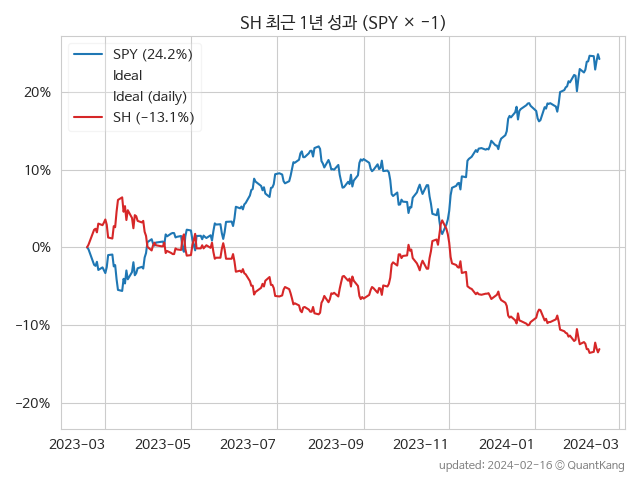 SH 최근 1년 성과 (SPY × −1)
SPY (24.2%)
Ideal
Ideal (daily)
SH (−13.1%)
20%
10%
0%
−10%
−20%
2023-03 2023-05 2023-07 2023-09 2023-11 2024-01 2024-03
updated: 2024-02-16 © QuantKang